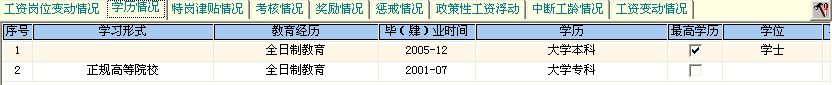 工资岗位变动情况 学历情况 特岗津贴情况 考核情况 奖励情况 惩戒情况 政策性工资浮动 中断工龄情况 工资变动情况
序号 学习形式 教育经历 毕(肄)业时间 学历 最高学历 学位
1 全日制教育 2005-12 大学本科 学士
2 正规高等院校 全日制教育 2001-07 大学专科